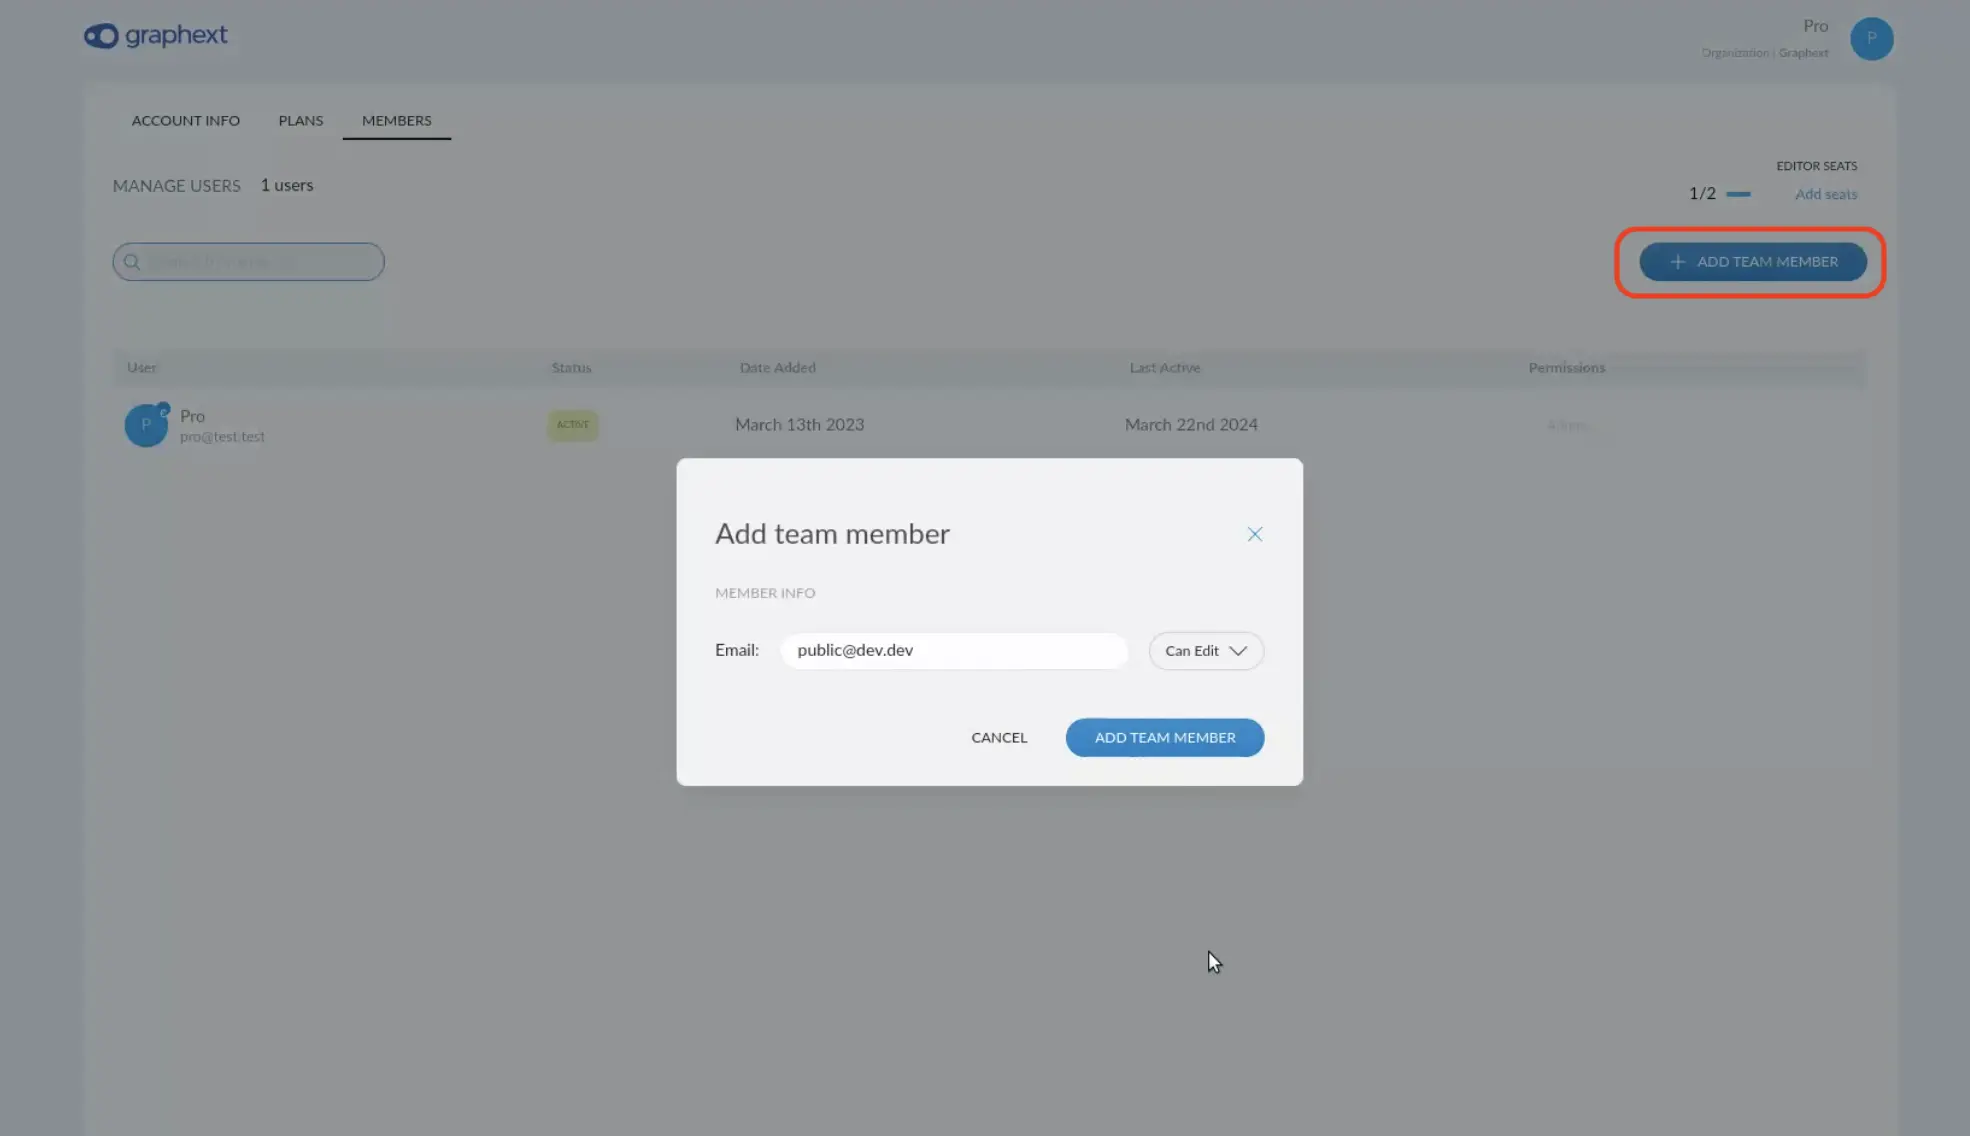 graphext
Pro
Organization | Graphext
P
ACCOUNT INFO PLANS MEMBERS
MANAGE USERS 1 users
EDITOR SEATS
1/2 Add seats
ADD TEAM MEMBER
User Status Date Added Last Active Permissions
P Pro ACTIVE March 13th 2023 March 22nd 2024
pro@test.test
Add team member
MEMBER INFO
Email: public@dev.dev Can Edit
CANCEL ADD TEAM MEMBER